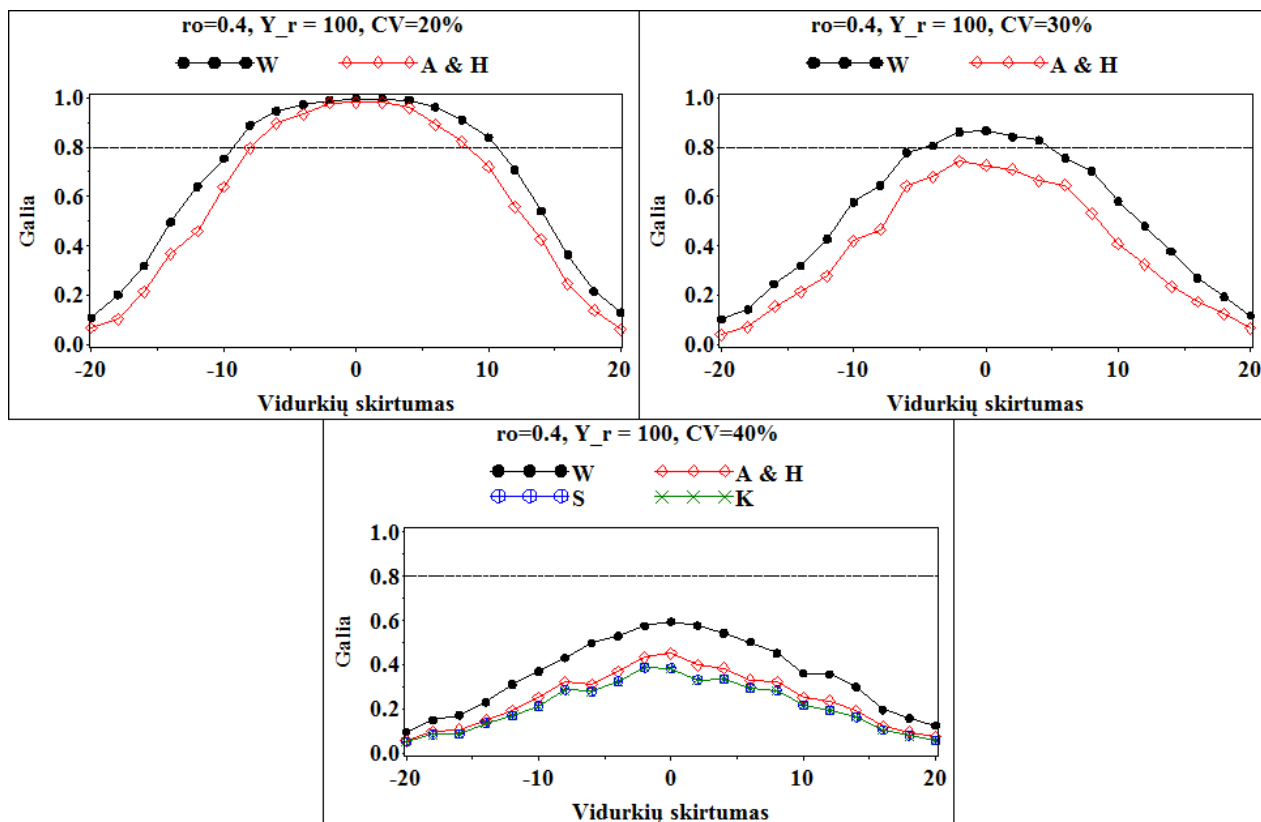 ro=0.4, Y_r = 100, CV=20%
W A & H
1.0
0.8
0.6
0.4
0.2
0.0
Galia
-20 -10 0 10 20
Vidurkių skirtumas
ro=0.4, Y_r = 100, CV=30%
W A & H
1.0
0.8
0.6
0.4
0.2
0.0
Galia
-20 -10 0 10 20
Vidurkių skirtumas
ro=0.4, Y_r = 100, CV=40%
W A & H
S K
1.0
0.8
0.6
0.4
0.2
0.0
Galia
-20 -10 0 10 20
Vidurkių skirtumas